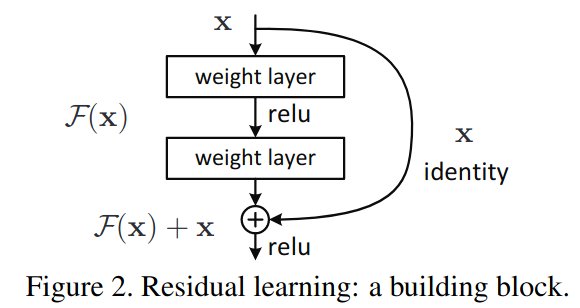 x
weight layer
F(x)
relu
x
weight layer
identity
F(x) + x
+
relu
Figure 2. Residual learning: a building block.